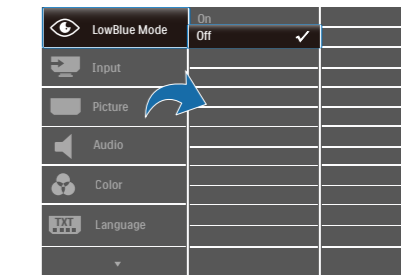 LowBlue Mode
On
Off
Input
Picture
Audio
Color
TXT
Language